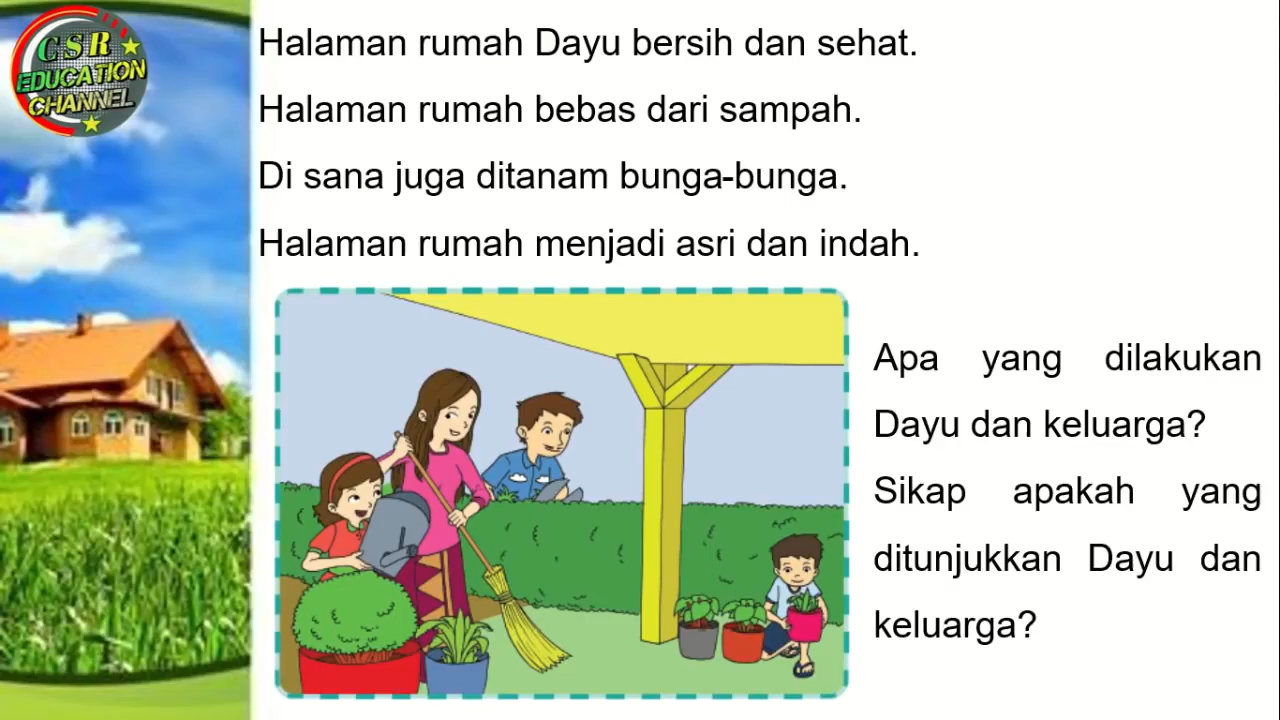 CSR
EDUCATION
CHANNEL
Halaman rumah Dayu bersih dan sehat.
Halaman rumah bebas dari sampah.
Di sana juga ditanam bunga-bunga.
Halaman rumah menjadi asri dan indah.
Apa yang dilakukan
Dayu dan keluarga?
Sikap apakah yang
ditunjukkan Dayu dan
keluarga?